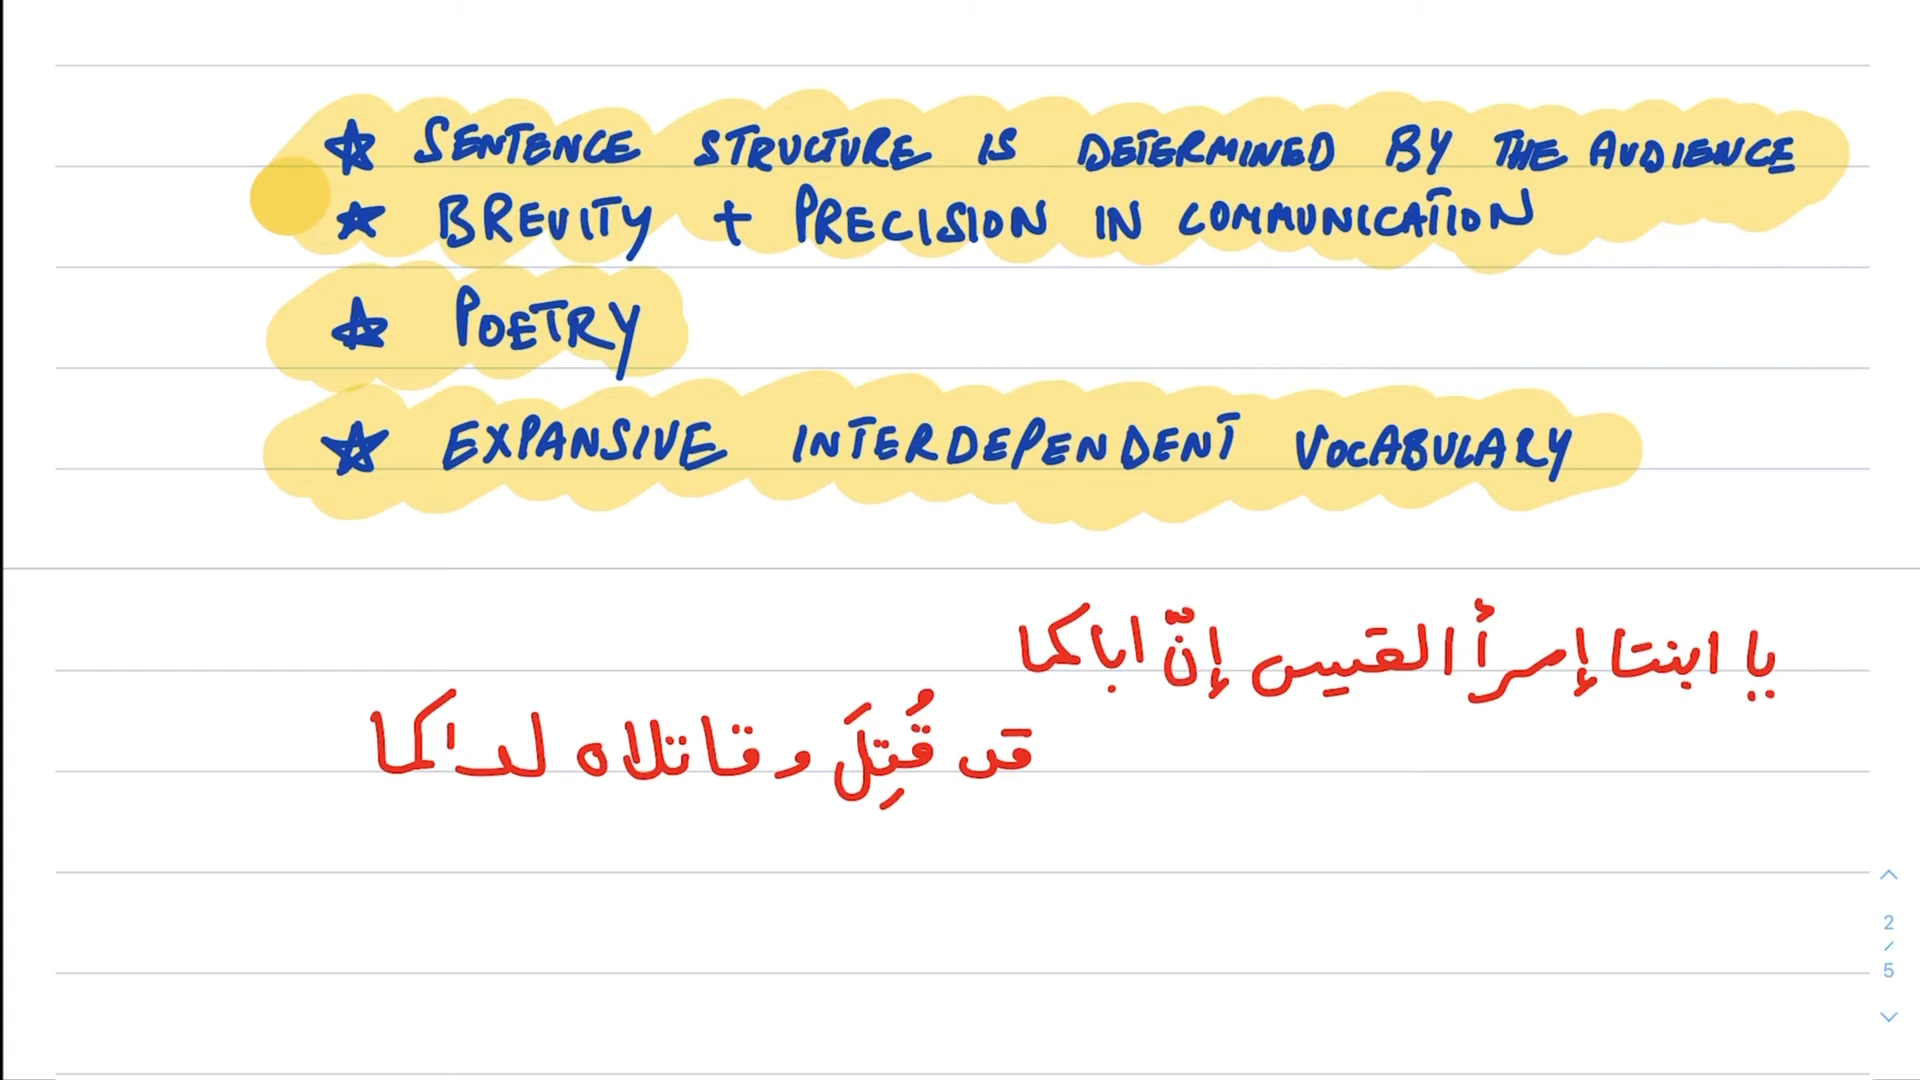 ☆ SENTENCE STRUCTURE IS DETERMINED BY THE AUDIENCE
☆ BREVITY + PRECISION IN COMMUNICATION
☆ POETRY
☆ EXPANSIVE INTERDEPENDENT VOCABULARY
يا ابنتا إمرأ القيس إنّ اباكما
قد قُتِلَ و قاتلاه لداكما
2
/
5